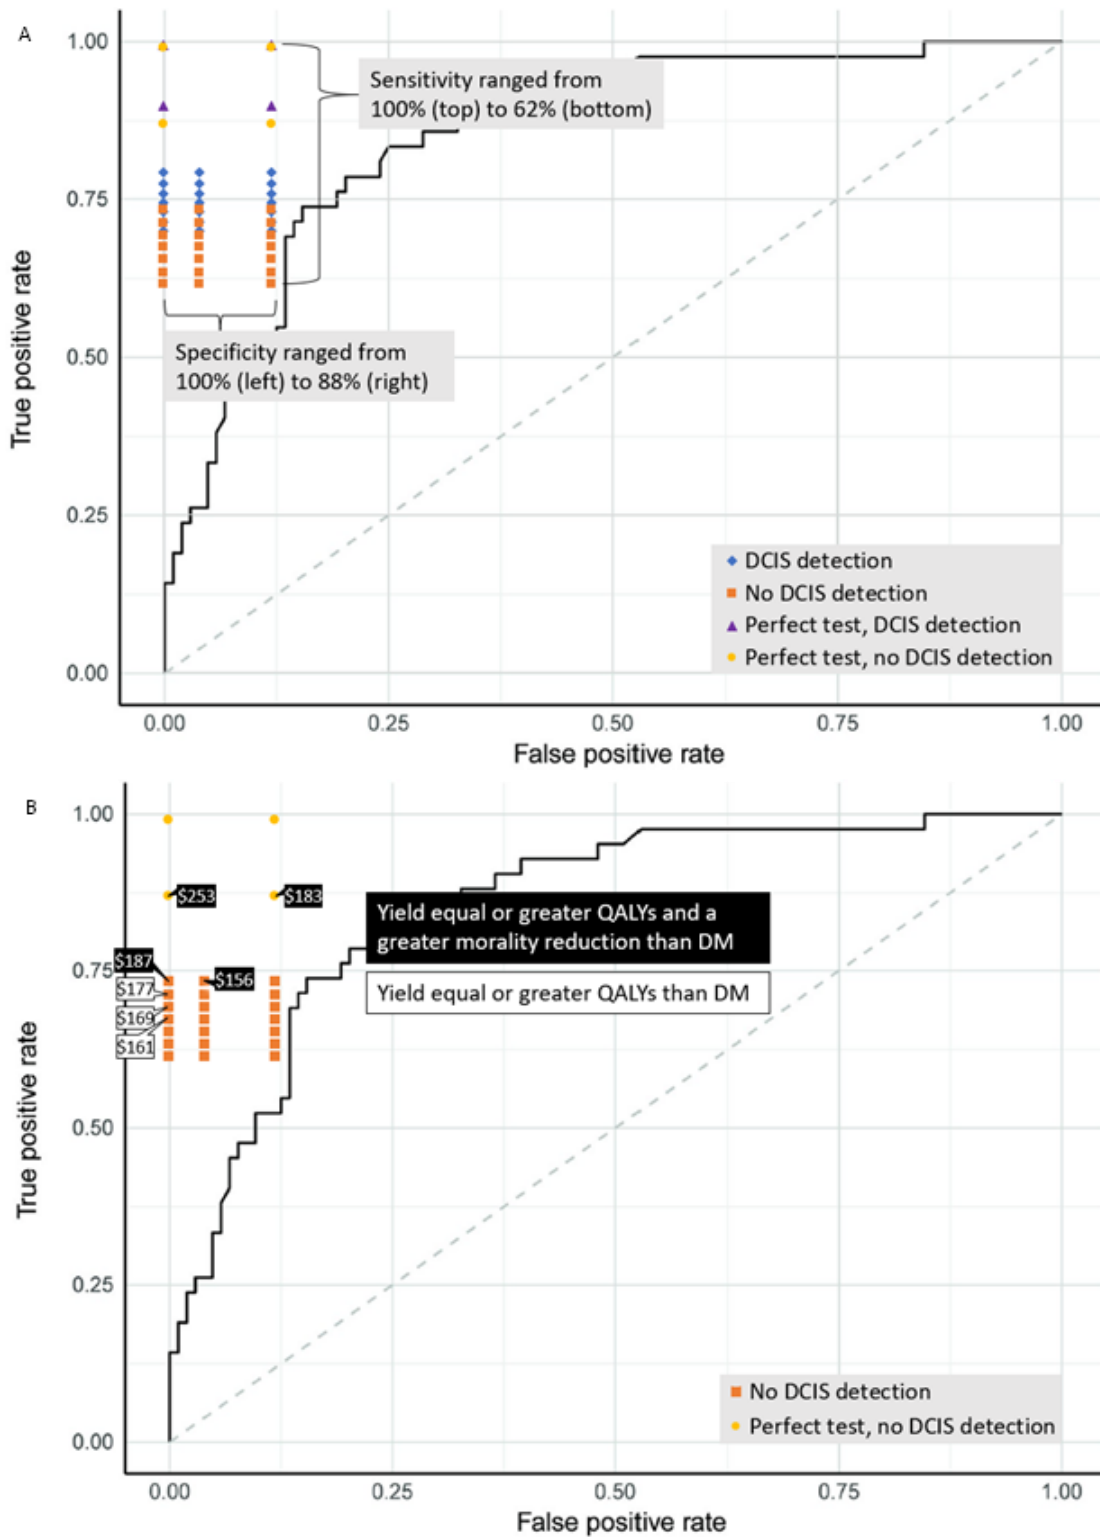 A
1.00
Sensitivity ranged from
100% (top) to 62% (bottom)
0.75
Specificity ranged from
100% (left) to 88% (right)
0.50
0.25
0.00
True positive rate
DCIS detection
No DCIS detection
Perfect test, DCIS detection
Perfect test, no DCIS detection
0.00 0.25 0.50 0.75 1.00
False positive rate
B
1.00
$253 $183
Yield equal or greater QALYs and a
greater morality reduction than DM
$187
0.75
$156
$177
Yield equal or greater QALYs than DM
$169
$161
0.50
0.25
0.00
True positive rate
No DCIS detection
Perfect test, no DCIS detection
0.00 0.25 0.50 0.75 1.00
False positive rate